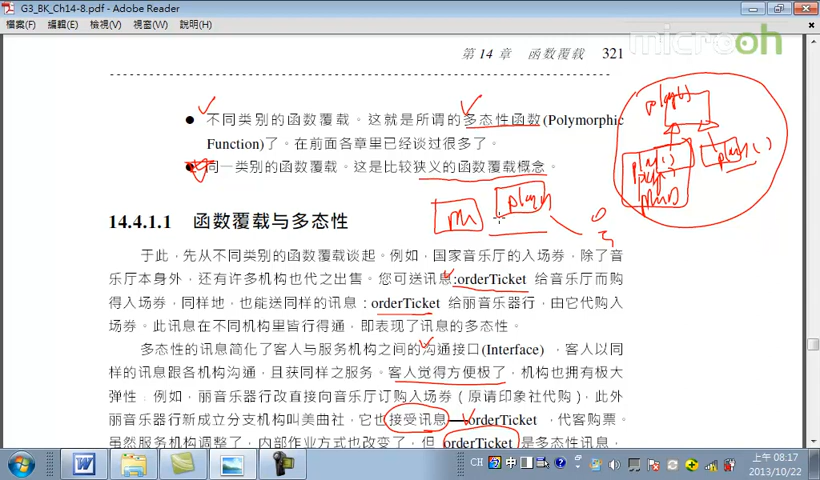 G3_BK_Ch14-8.pdf - Adobe Reader
檔案(F) 編輯(E) 檢視(V) 視窗(W) 說明(H)
microoh
第 14 章 函数覆载 321
● 不同类别的函数覆载。这就是所谓的多态性函数(Polymorphic
Function)了。在前面各章里已经谈过很多了。
同一类别的函数覆载。这是比较狭义的函数覆载概念。
14.4.1.1 函数覆载与多态性
于此，先从不同类别的函数覆载谈起。例如，国家音乐厅的入场券，除了音
乐厅本身外，还有许多机构也代之出售。您可送讯息:orderTicket 给音乐厅而购
得入场券，同样地，也能送同样的讯息：orderTicket 给丽音乐器行，由它代购入
场券。此讯息在不同机构里皆行得通，即表现了讯息的多态性。
多态性的讯息简化了客人与服务机构之间的沟通接口(Interface)，客人以同
样的讯息跟各机构沟通，且获得同样之服务。客人觉得方便极了，机构也拥有极大
弹性。例如，丽音乐器行改直接向音乐厅订购入场券（原请印象社代购），此外
丽音乐器行新成立分支机构叫美曲社，它也接受讯息—orderTicket，代客购票。
虽然服务机构调整了，内部作业方式也改变了，但 orderTicket 是多态性讯息，
CH 中
上午 08:17
2013/10/22